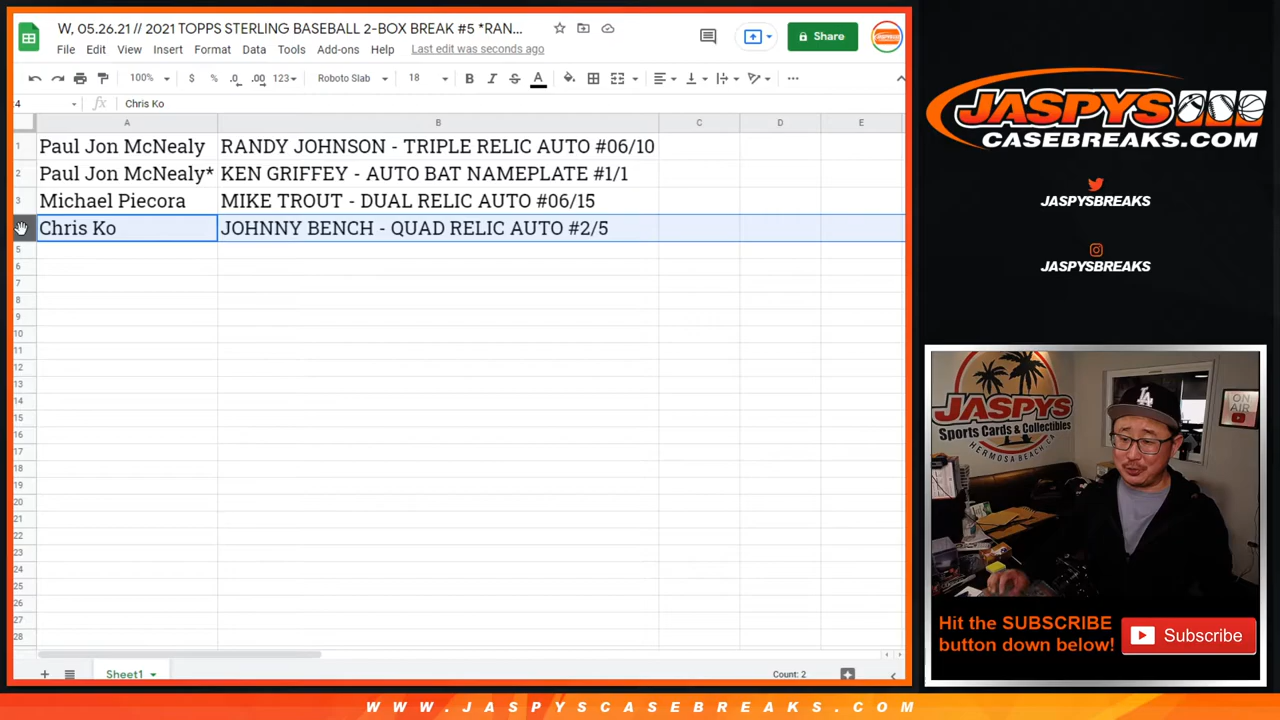 W, 05.26.21 // 2021 TOPPS STERLING BASEBALL 2-BOX BREAK #5 *RAN...
File Edit View Insert Format Data Tools Add-ons Help Last edit was seconds ago
Share
100% $ % .0 .00 123 Roboto Slab 18 B I S A
4 fx Chris Ko
A B C D E
1 Paul Jon McNealy RANDY JOHNSON - TRIPLE RELIC AUTO #06/10
2 Paul Jon McNealy* KEN GRIFFEY - AUTO BAT NAMEPLATE #1/1
3 Michael Piecora MIKE TROUT - DUAL RELIC AUTO #06/15
Chris Ko JOHNNY BENCH - QUAD RELIC AUTO #2/5
5
6
7
8
9
10
11
12
13
14
15
16
17
18
19
20
21
22
23
24
25
26
27
28
Sheet1 Count: 2
JASPYS
CASEBREAKS.COM
JASPYSBREAKS
JASPYSBREAKS
JASPYS
Sports Cards & Collectibles
HERMOSA BEACH, CA
LA
ON
AIR
Hit the SUBSCRIBE
button down below!
Subscribe
WWW.JASPYSCASEBREAKS.COM